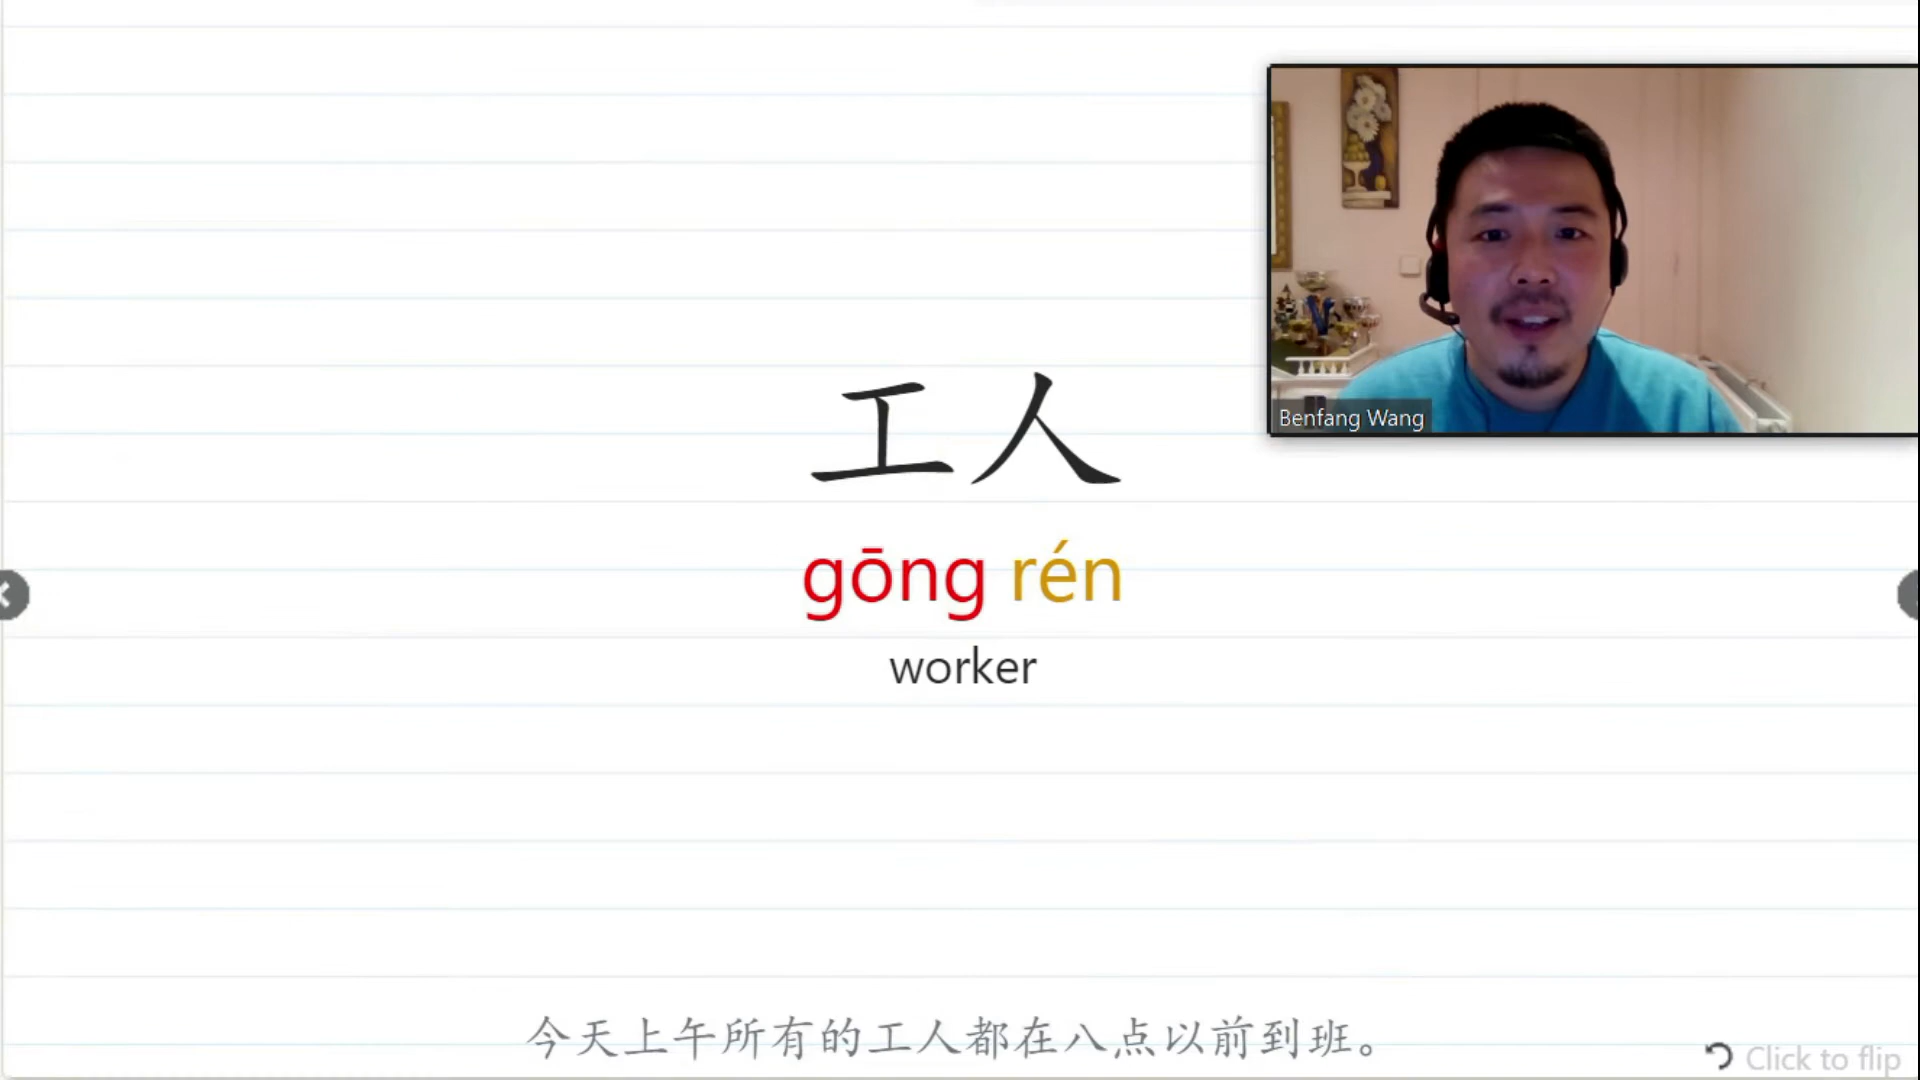 Benfang Wang
工人
gōng rén
worker
今天上午所有的工人都在八点以前到班。
Click to flip